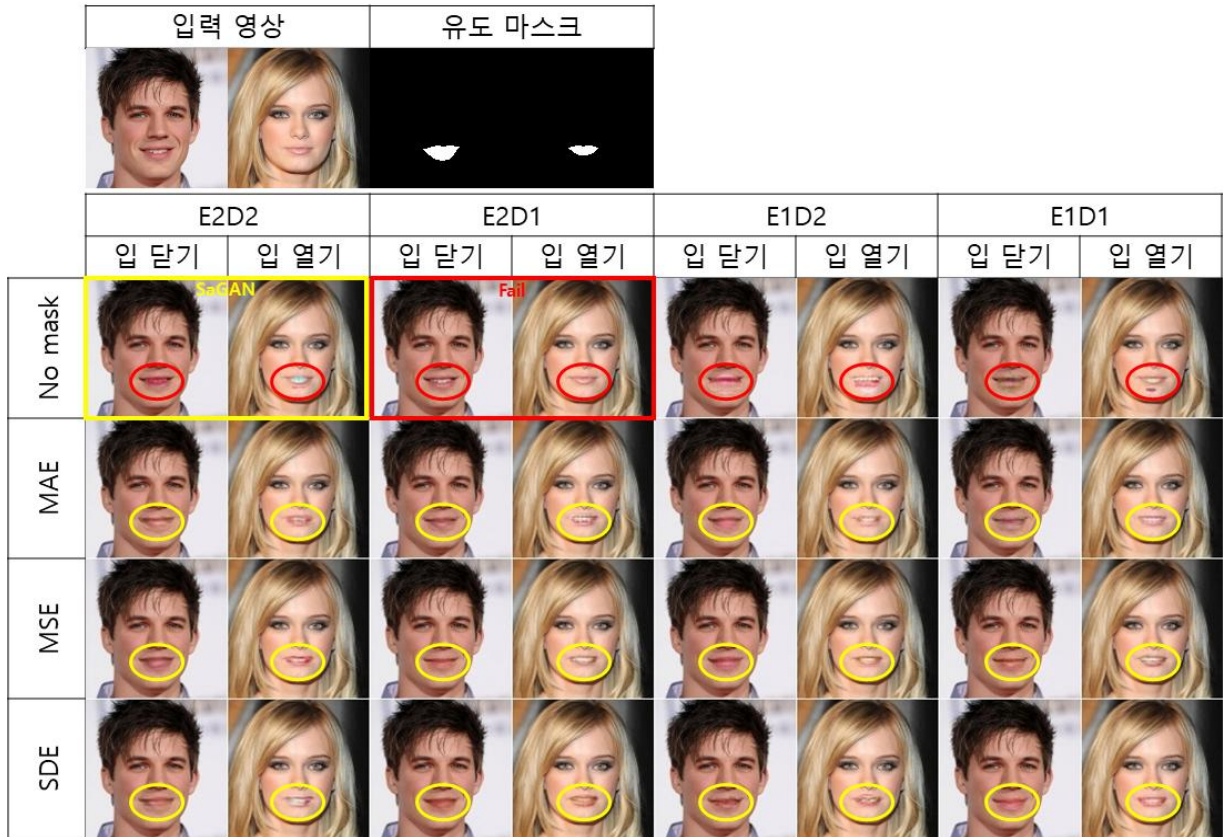 입력 영상 유도 마스크
E2D2 E2D1 E1D2 E1D1
입 닫기 입 열기 입 닫기 입 열기 입 닫기 입 열기 입 닫기 입 열기
No mask SaGAN Fail
MAE
MSE
SDE